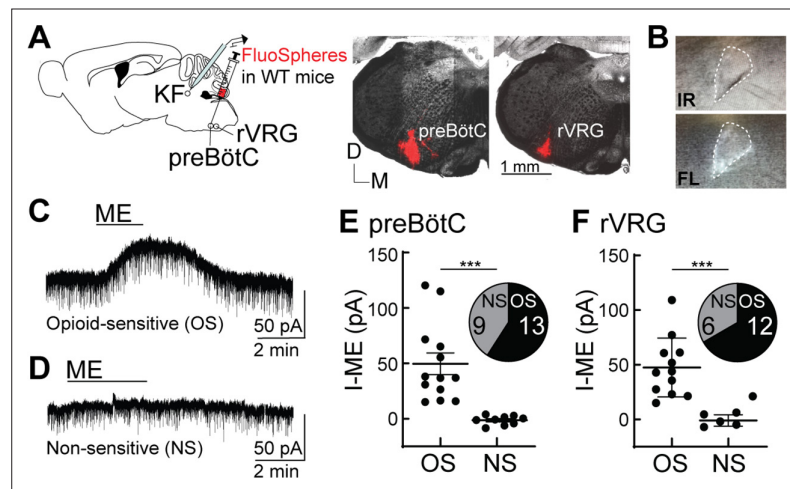 A
FluoSpheres
in WT mice
KF
rVRG
preBötC
preBötC
rVRG
D
M
1 mm
B
IR
FL
C
ME
Opioid-sensitive (OS)
50 pA
2 min
D
ME
Non-sensitive (NS)
50 pA
2 min
E preBötC
I-ME (pA)
150
100
50
0
***
NS
9
OS
13
OS
NS
F rVRG
I-ME (pA)
150
100
50
0
***
NS
6
OS
12
OS
NS